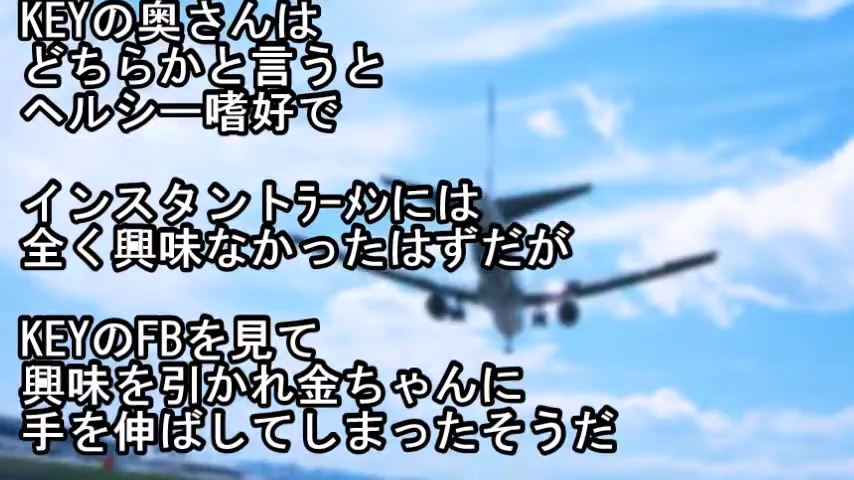 KEYの奥さんは
どちらかと言うと
ヘルシー嗜好で
インスタントﾗｰﾒﾝには
全く興味なかったはずだが
KEYのFBを見て
興味を引かれ金ちゃんに
手を伸ばしてしまったそうだ